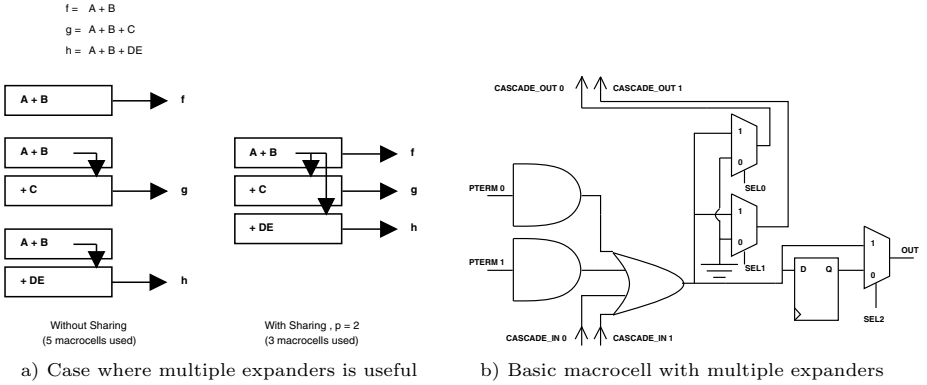 f = A + B
g = A + B + C
h = A + B + DE
A + B
f
A + B
+ C
g
A + B
+ DE
h
Without Sharing
(5 macrocells used)
A + B
f
+ C
g
+ DE
h
With Sharing , p = 2
(3 macrocells used)
a) Case where multiple expanders is useful
CASCADE_OUT 0
CASCADE_OUT 1
1
0
SEL0
PTERM 0
1
0
SEL1
PTERM 1
D Q
1
0
OUT
SEL2
CASCADE_IN 0
CASCADE_IN 1
b) Basic macrocell with multiple expanders